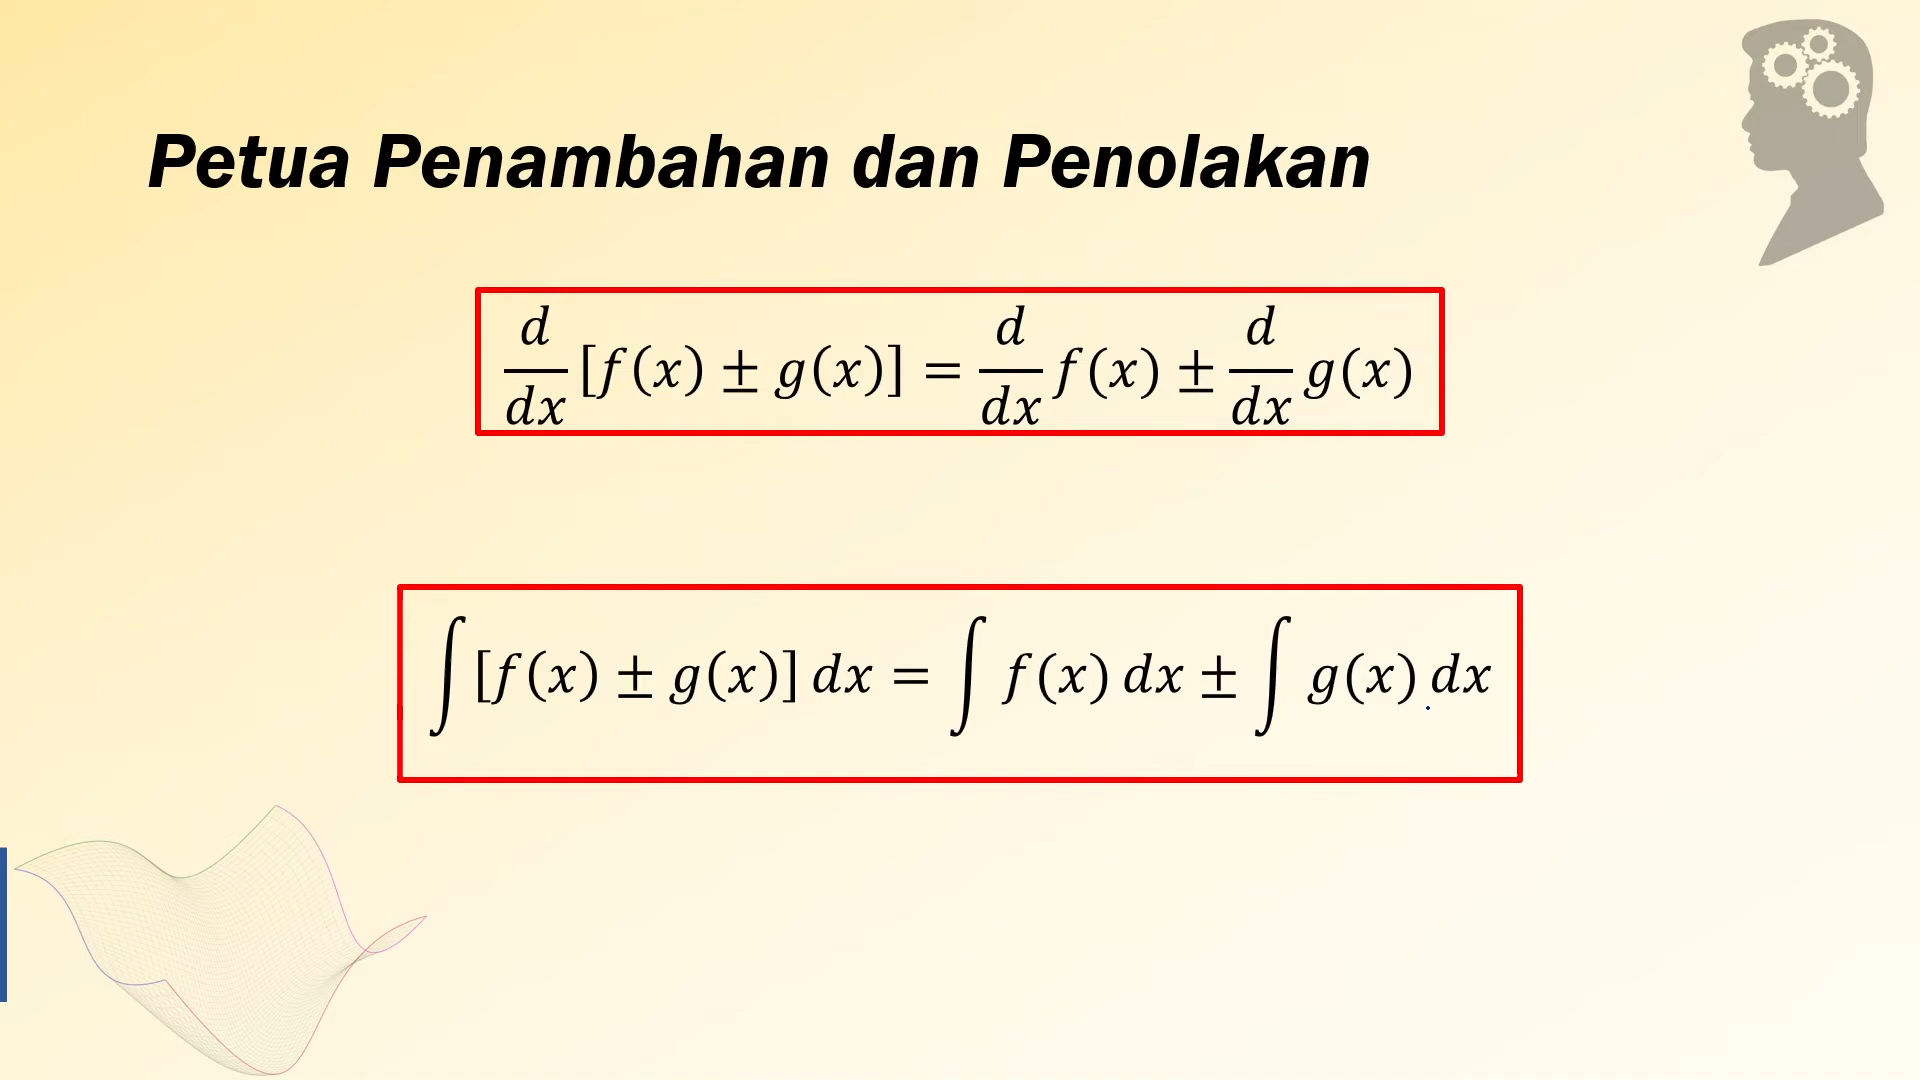 Petua Penambahan dan Penolakan
d/dx [f(x) ± g(x)] = d/dx f(x) ± d/dx g(x)
∫ [f(x) ± g(x)] dx = ∫ f(x) dx ± ∫ g(x) dx